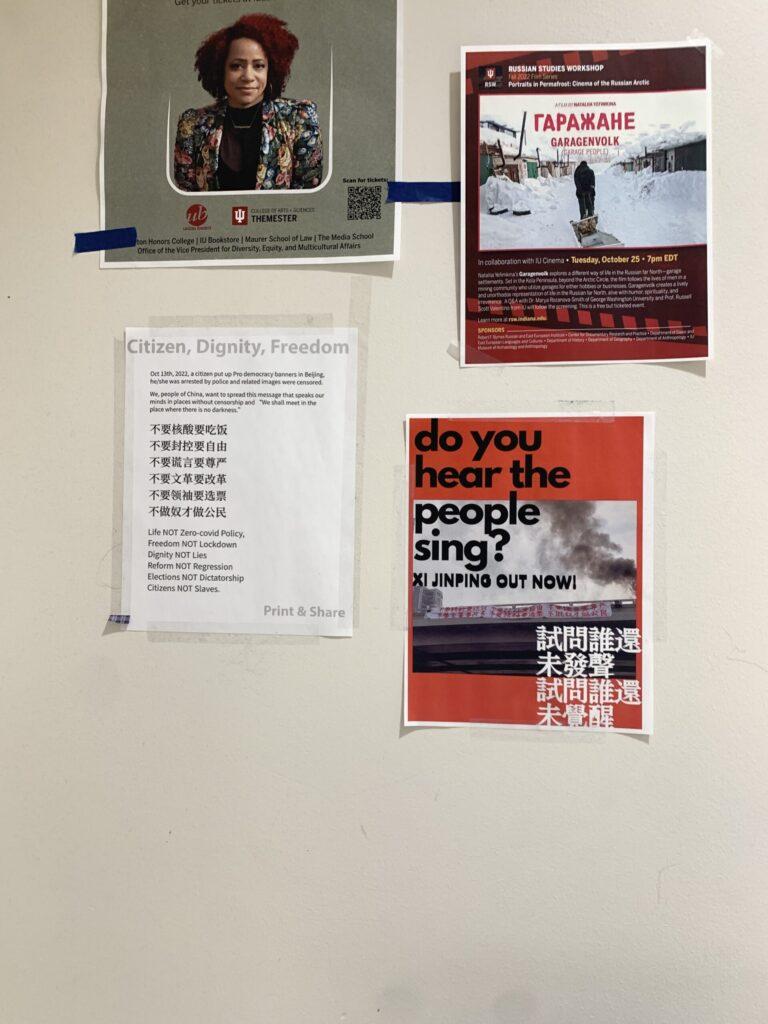 Get your tickets
Scan for tickets:
ub
UNION BOARD
COLLEGE OF ARTS + SCIENCES
THEMESTER
ton Honors College | IU Bookstore | Maurer School of Law | The Media School
Office of the Vice President for Diversity, Equity, and Multicultural Affairs
RSW
RUSSIAN STUDIES WORKSHOP
Fall 2022 Film Series
Portraits in Permafrost: Cinema of the Russian Arctic
A FILM BY NATALIJA YEFIMKINA
ГАРАЖАНЕ
GARAGENVOLK
(GARAGE PEOPLE)
In collaboration with IU Cinema • Tuesday, October 25 • 7pm EDT
Natalija Yefimkina's Garagenvolk explores a different way of life in the Russian far North—garage
settlements. Set in the Kola Peninsula, beyond the Arctic Circle, the film follows the lives of men in a
mining community who utilize garages for either hobbies or businesses. Garagenvolk creates a lively
and unorthodox representation of life in the Russian far North, alive with humor, spirituality, and
irreverence. A Q&A with Dr. Marya Rozanova-Smith of George Washington University and Prof. Russell
Scott Valentino from IU will follow the screening. This is a free but ticketed event.
Learn more at rsw.indiana.edu
SPONSORS
Robert F. Byrnes Russian and East European Institute • Center for Documentary Research and Practice • Department of Slavic and
East European Languages and Cultures • Department of History • Department of Geography • Department of Anthropology • IU
Museum of Archaeology and Anthropology
Citizen, Dignity, Freedom
Oct 13th, 2022, a citizen put up Pro democracy banners in Beijing,
he/she was arrested by police and related images were censored.
We, people of China, want to spread this message that speaks our
minds in places without censorship and "We shall meet in the
place where there is no darkness."
不要核酸要吃饭
不要封控要自由
不要谎言要尊严
不要文革要改革
不要领袖要选票
不做奴才做公民
Life NOT Zero-covid Policy,
Freedom NOT Lockdown
Dignity NOT Lies
Reform NOT Regression
Elections NOT Dictatorship
Citizens NOT Slaves.
Print & Share
do you
hear the
people
sing?
XI JINPING OUT NOW!
試問誰還
未發聲
試問誰還
未覺醒